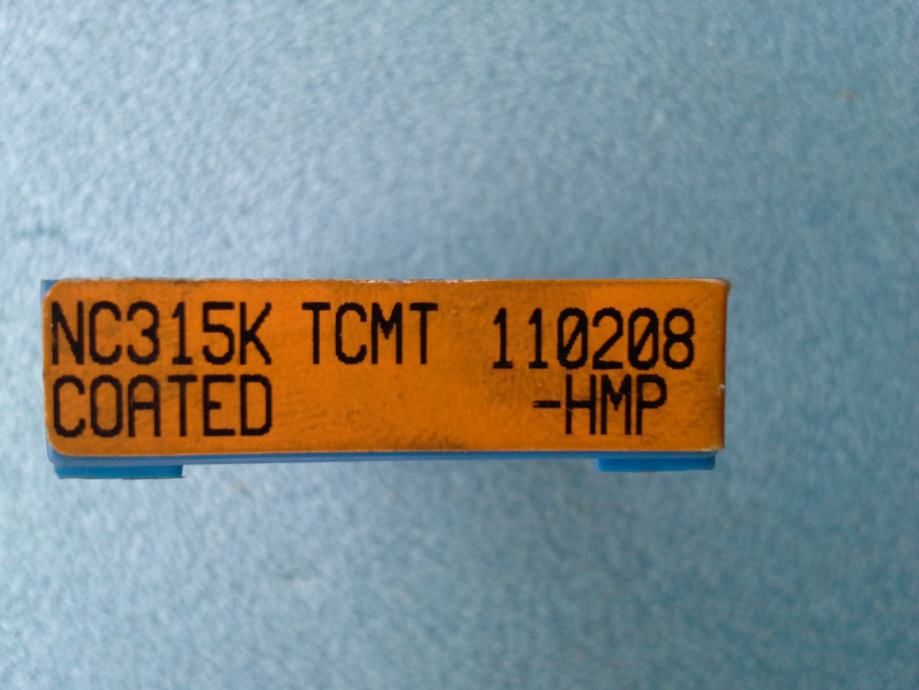 NC315K TCMT 110208
COATED -HMP